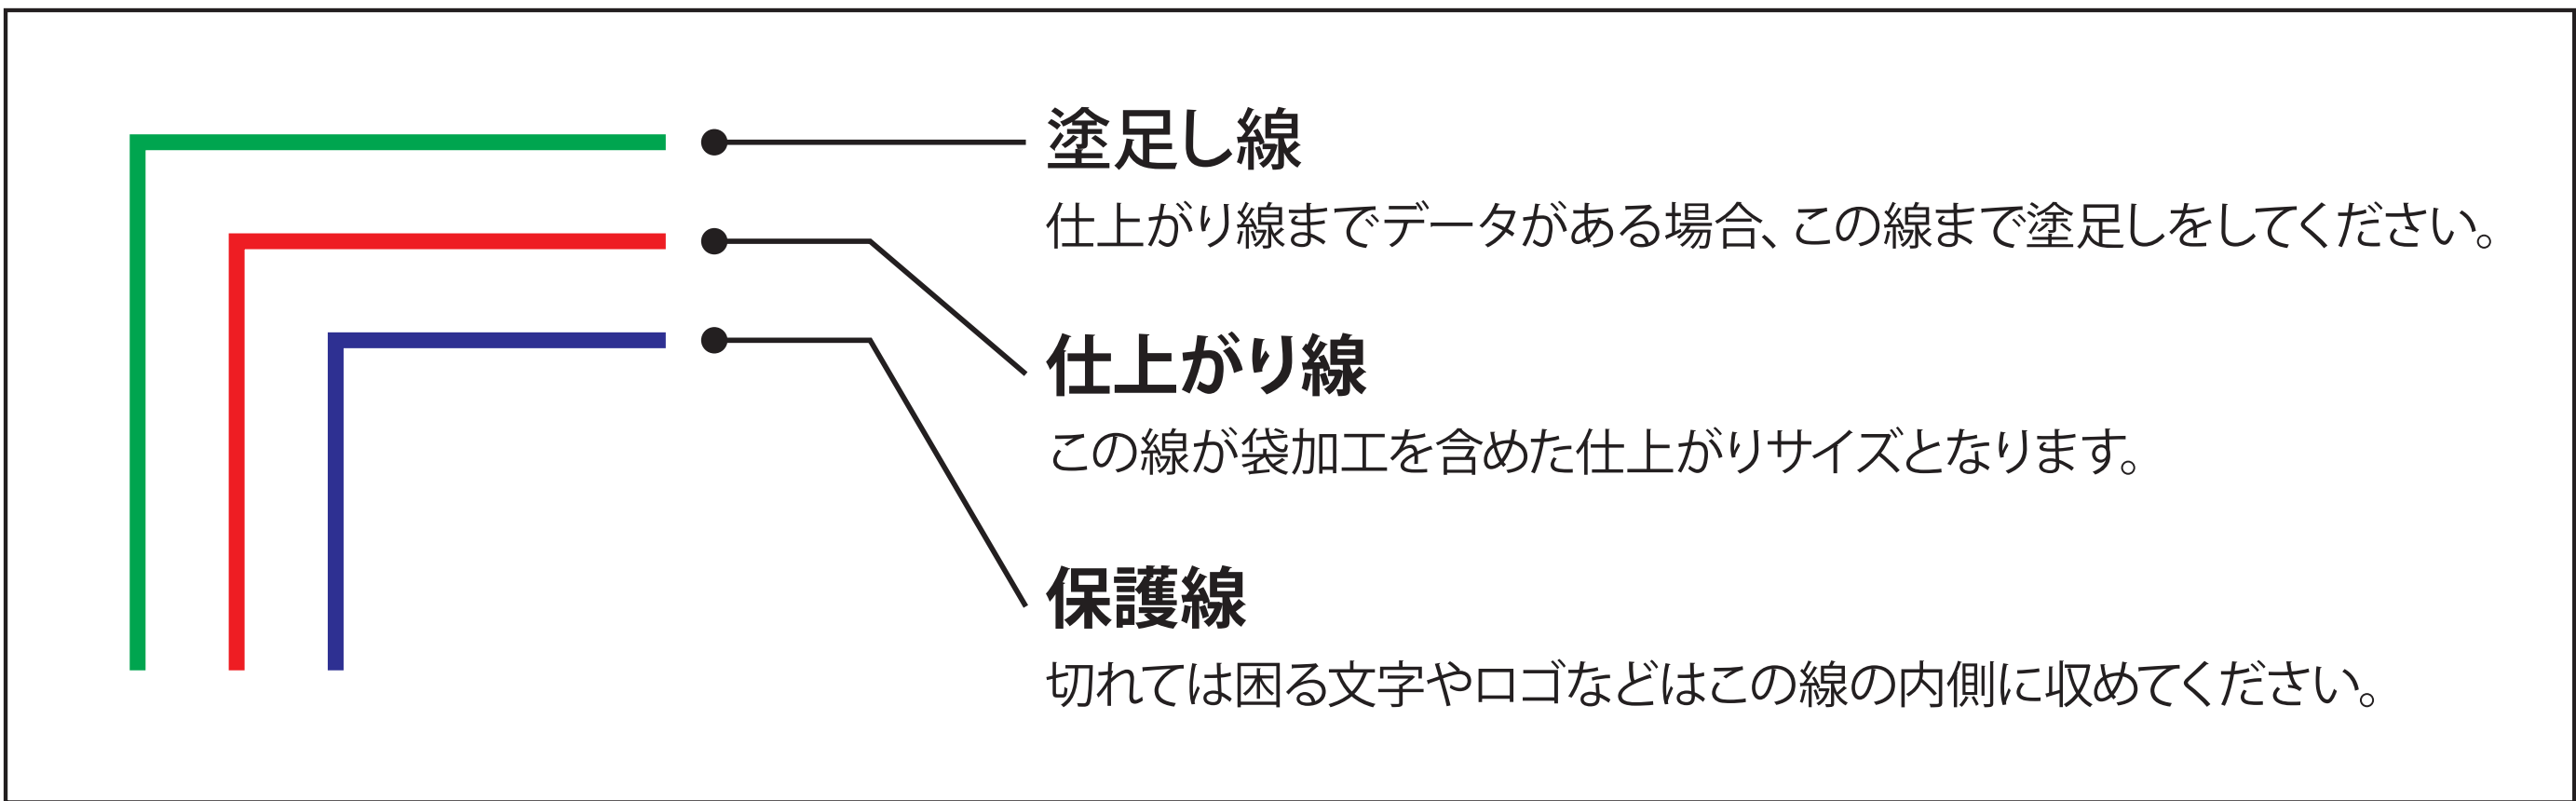 塗足し線
仕上がり線までデータがある場合、この線まで塗足しをしてください。
仕上がり線
この線が袋加工を含めた仕上がりサイズとなります。
保護線
切れては困る文字やロゴなどはこの線の内側に収めてください。